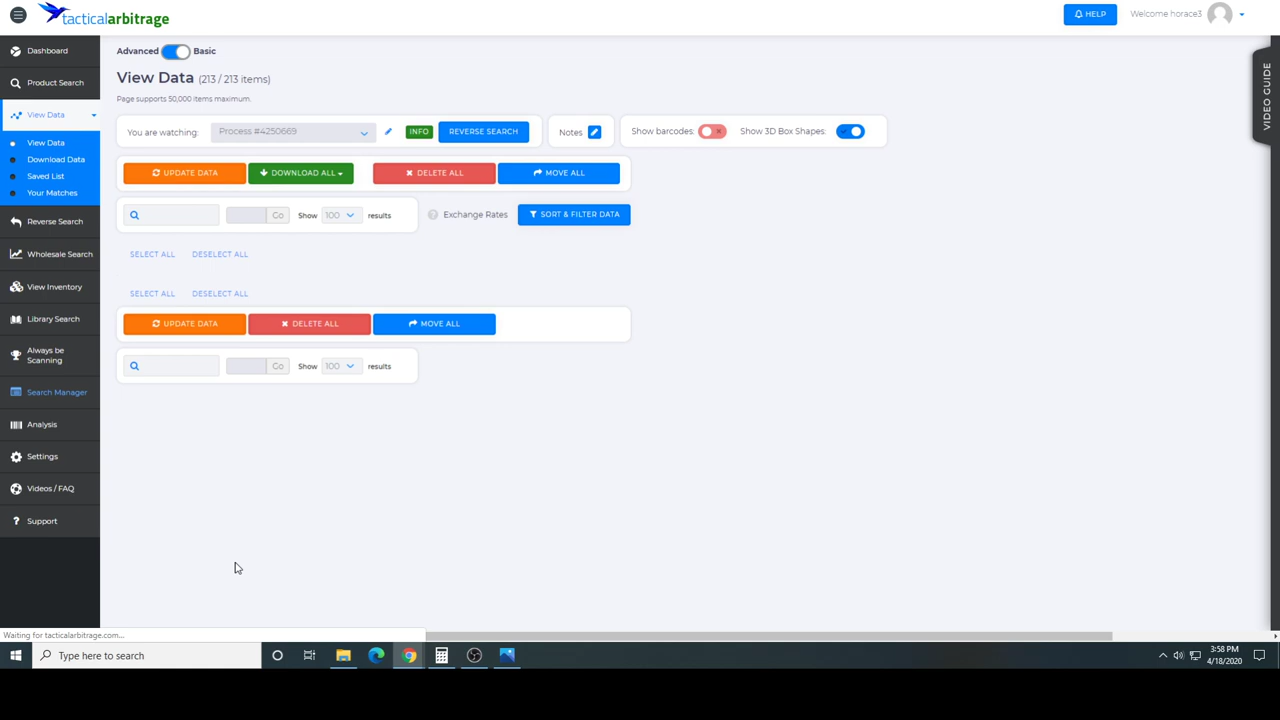 tacticalarbitrage
HELP
Welcome horace3
Dashboard
Product Search
View Data
View Data
Download Data
Saved List
Your Matches
Reverse Search
Wholesale Search
View Inventory
Library Search
Always be
Scanning
Search Manager
Analysis
Settings
Videos / FAQ
? Support
Advanced Basic
View Data (213 / 213 items)
Page supports 50,000 items maximum.
You are watching: Process #4250669 INFO REVERSE SEARCH Notes Show barcodes: Show 3D Box Shapes:
UPDATE DATA DOWNLOAD ALL DELETE ALL MOVE ALL
Go Show 100 results ? Exchange Rates SORT & FILTER DATA
SELECT ALL DESELECT ALL
SELECT ALL DESELECT ALL
UPDATE DATA DELETE ALL MOVE ALL
Go Show 100 results
VIDEO GUIDE
Waiting for tacticalarbitrage.com...
Type here to search
3:58 PM
4/18/2020